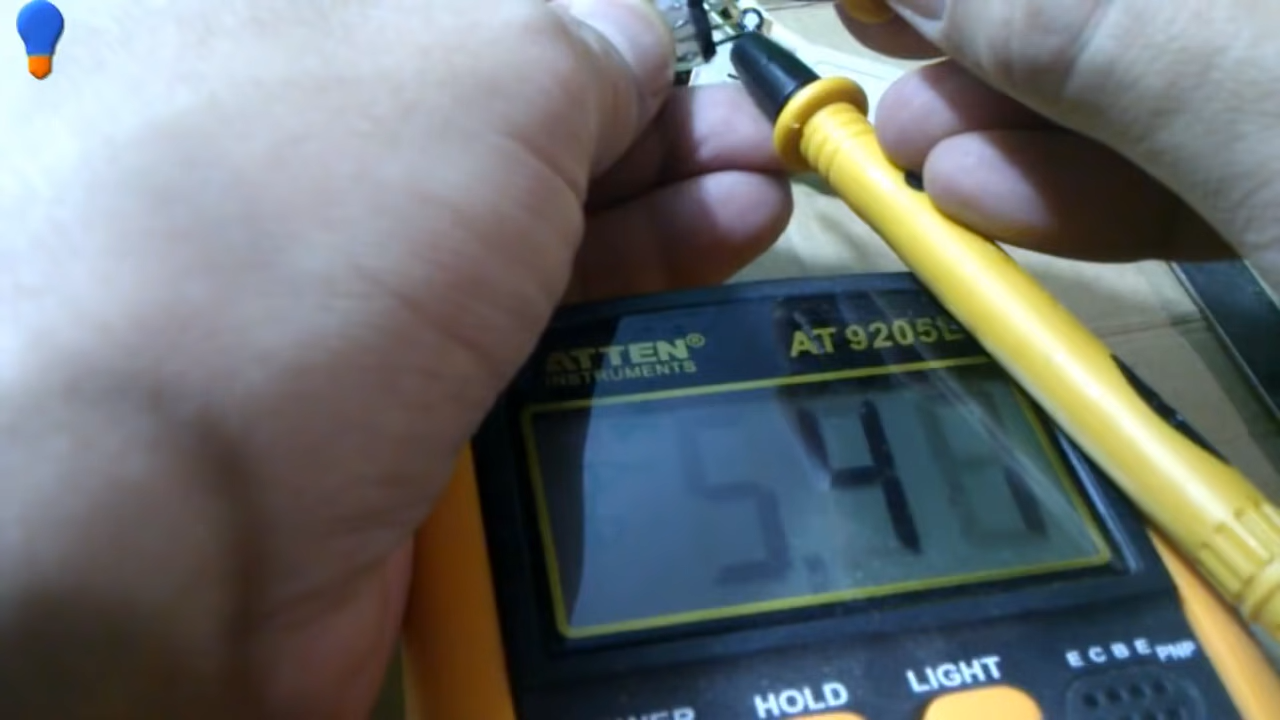 ATTEN®
INSTRUMENTS
AT 9205
5.4
HOLD
LIGHT
E C B E PNP